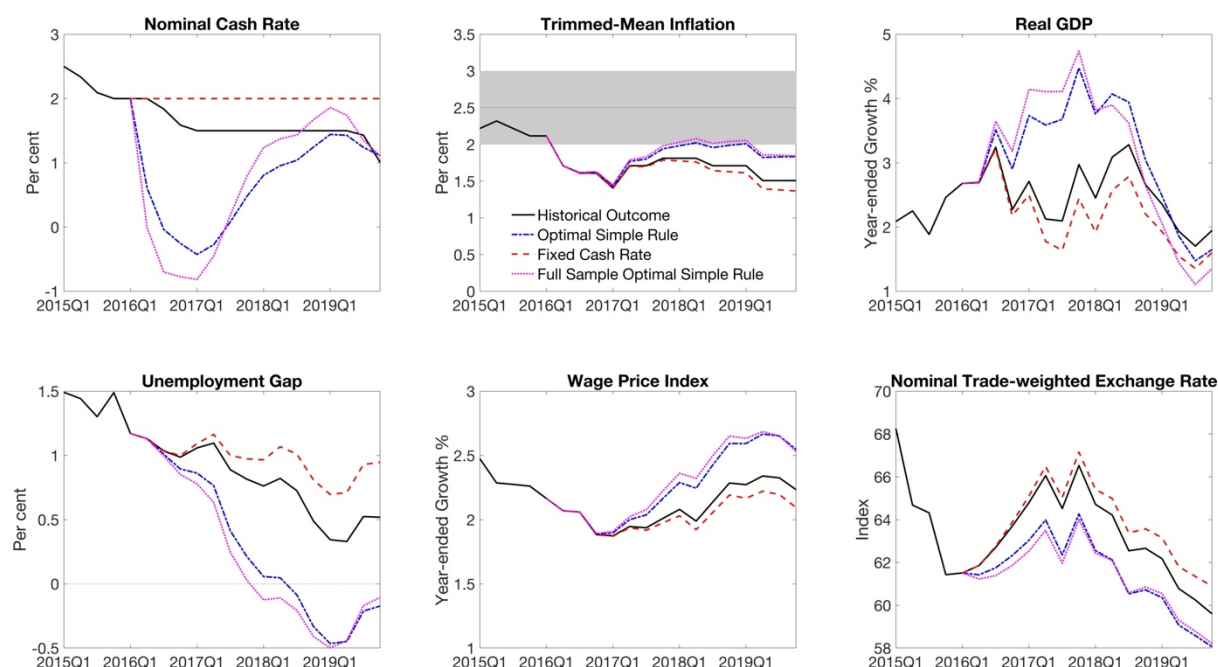 Nominal Cash Rate
Per cent
3
2
1
0
-1
2015Q1 2016Q1 2017Q1 2018Q1 2019Q1
Trimmed-Mean Inflation
Per cent
3.5
3
2.5
2
1.5
1
0.5
0
Historical Outcome
Optimal Simple Rule
Fixed Cash Rate
Full Sample Optimal Simple Rule
2015Q1 2016Q1 2017Q1 2018Q1 2019Q1
Real GDP
Year-ended Growth %
5
4
3
2
1
2015Q1 2016Q1 2017Q1 2018Q1 2019Q1
Unemployment Gap
Per cent
1.5
1
0.5
0
-0.5
2015Q1 2016Q1 2017Q1 2018Q1 2019Q1
Wage Price Index
Year-ended Growth %
3
2.5
2
1.5
1
2015Q1 2016Q1 2017Q1 2018Q1 2019Q1
Nominal Trade-weighted Exchange Rate
Index
70
68
66
64
62
60
58
2015Q1 2016Q1 2017Q1 2018Q1 2019Q1